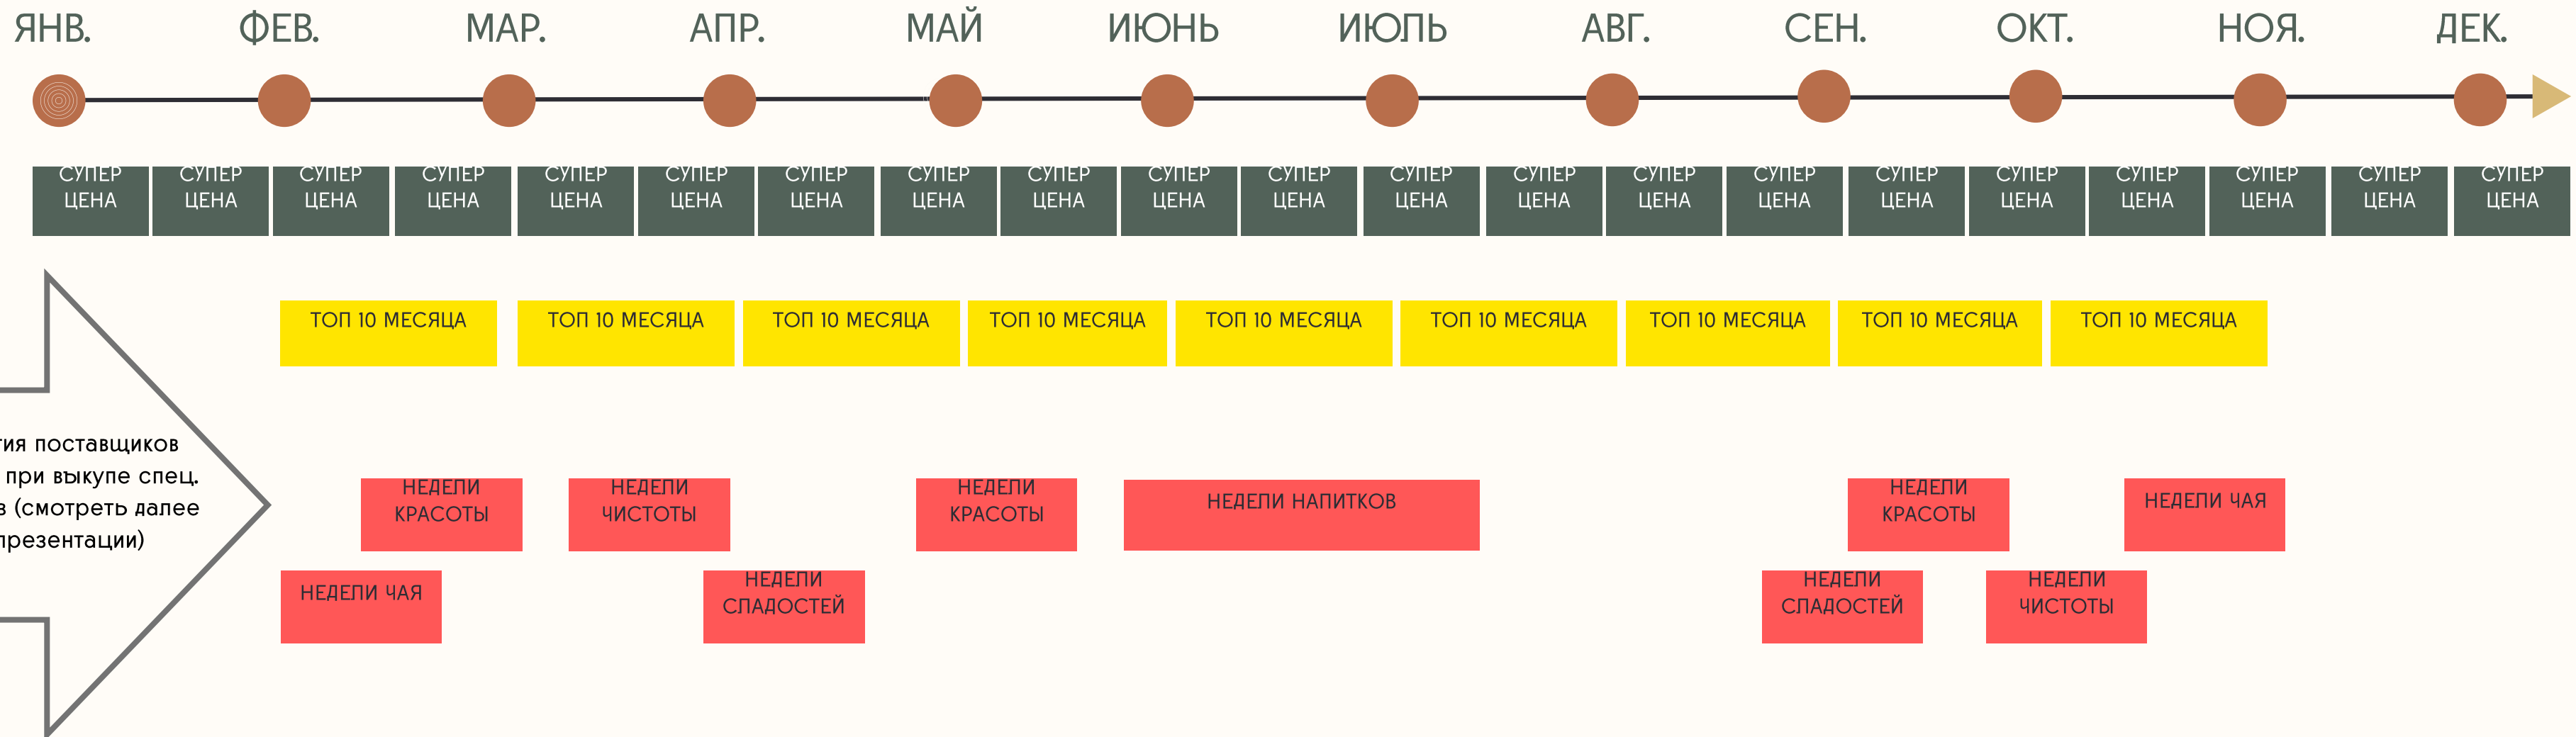 ЯНВ. ФЕВ. МАР. АПР. МАЙ ИЮНЬ ИЮЛЬ АВГ. СЕН. ОКТ. НОЯ. ДЕК.
СУПЕР СУПЕР СУПЕР СУПЕР СУПЕР СУПЕР СУПЕР СУПЕР СУПЕР СУПЕР СУПЕР СУПЕР СУПЕР СУПЕР СУПЕР СУПЕР СУПЕР СУПЕР СУПЕР СУПЕР СУПЕР
ЦЕНА ЦЕНА ЦЕНА ЦЕНА ЦЕНА ЦЕНА ЦЕНА ЦЕНА ЦЕНА ЦЕНА ЦЕНА ЦЕНА ЦЕНА ЦЕНА ЦЕНА ЦЕНА ЦЕНА ЦЕНА ЦЕНА ЦЕНА ЦЕНА
ТОП 10 МЕСЯЦА ТОП 10 МЕСЯЦА ТОП 10 МЕСЯЦА ТОП 10 МЕСЯЦА ТОП 10 МЕСЯЦА ТОП 10 МЕСЯЦА ТОП 10 МЕСЯЦА ТОП 10 МЕСЯЦА ТОП 10 МЕСЯЦА
тия поставщиков
при выкупе спец.
в (смотреть далее
презентации)
НЕДЕЛИ
КРАСОТЫ
НЕДЕЛИ
ЧИСТОТЫ
НЕДЕЛИ
КРАСОТЫ
НЕДЕЛИ НАПИТКОВ
НЕДЕЛИ
КРАСОТЫ
НЕДЕЛИ ЧАЯ
НЕДЕЛИ ЧАЯ
НЕДЕЛИ
СЛАДОСТЕЙ
НЕДЕЛИ
СЛАДОСТЕЙ
НЕДЕЛИ
ЧИСТОТЫ